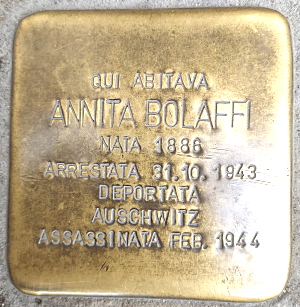 QUI ABITAVA
ANNITA BOLAFFI
NATA 1886
ARRESTATA 31.10.1943
DEPORTATA
AUSCHWITZ
ASSASSINATA FEB. 1944